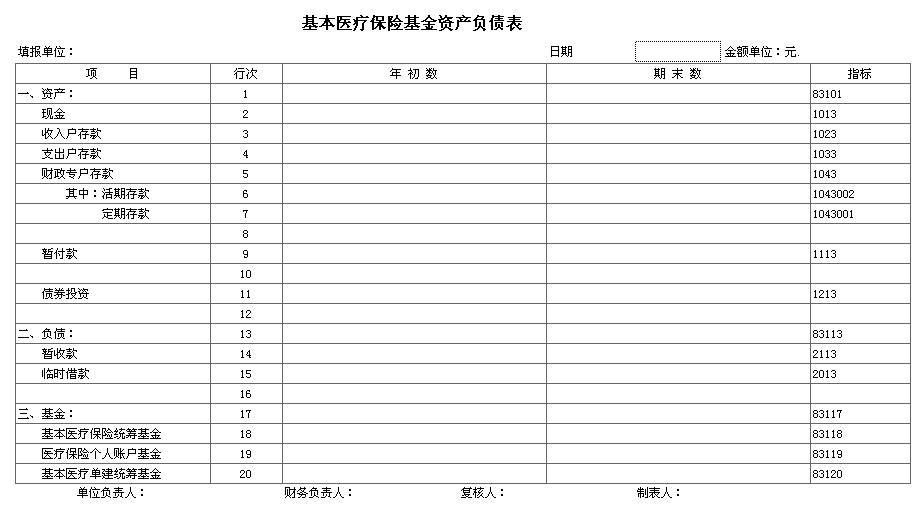 基本医疗保险基金资产负债表
填报单位： 日期 金额单位：元.
项 目 行次 年 初 数 期 末 数 指标
一、资产： 1 83101
现金 2 1013
收入户存款 3 1023
支出户存款 4 1033
财政专户存款 5 1043
其中：活期存款 6 1043002
定期存款 7 1043001
8
暂付款 9 1113
10
债券投资 11 1213
12
二、负债： 13 83113
暂收款 14 2113
临时借款 15 2013
16
三、基金： 17 83117
基本医疗保险统筹基金 18 83118
医疗保险个人账户基金 19 83119
基本医疗单建统筹基金 20 83120
单位负责人： 财务负责人： 复核人： 制表人：